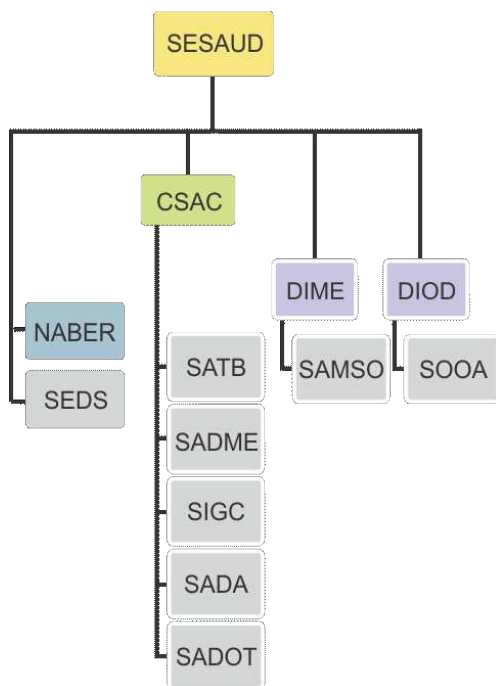 SESAUD
CSAC
DIME
DIOD
NABER
SEDS
SATB
SAMSO
SOOA
SADME
SIGC
SADA
SADOT